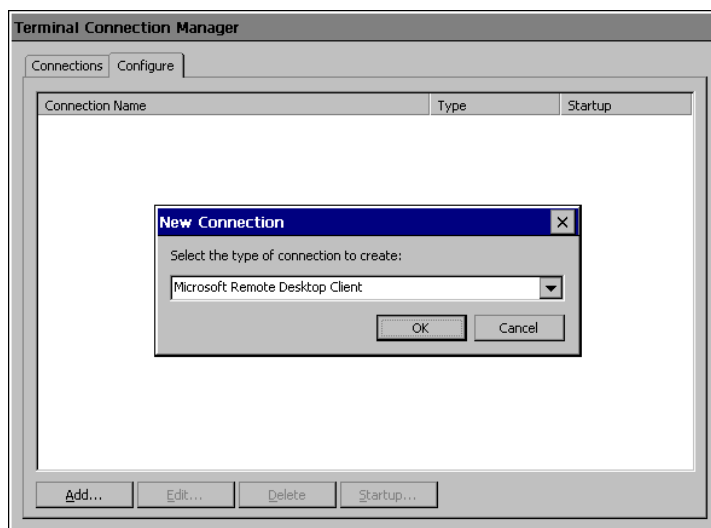 Terminal Connection Manager
Connections Configure
Connection Name Type Startup
New Connection
Select the type of connection to create:
Microsoft Remote Desktop Client
OK Cancel
Add... Edit... Delete Startup...